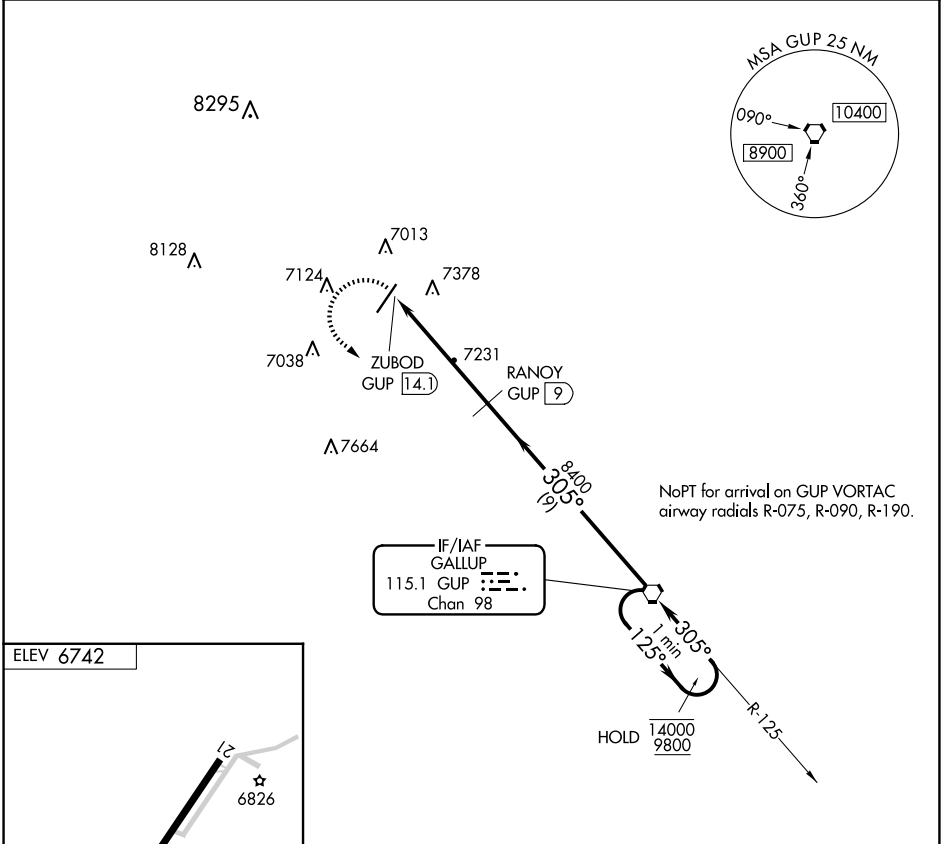 MSA GUP 25 NM
090°
10400
8900
360°
8295
8128
7013
7124
7378
7038
7231
ZUBOD
GUP 14.1
RANOY
GUP 9
7664
8400
305°
(9)
NoPT for arrival on GUP VORTAC
airway radials R-075, R-090, R-190.
IF/IAF
GALLUP
115.1 GUP
Chan 98
305°
1 min
125°
HOLD 14000
9800
R-125
ELEV 6742
21
6826